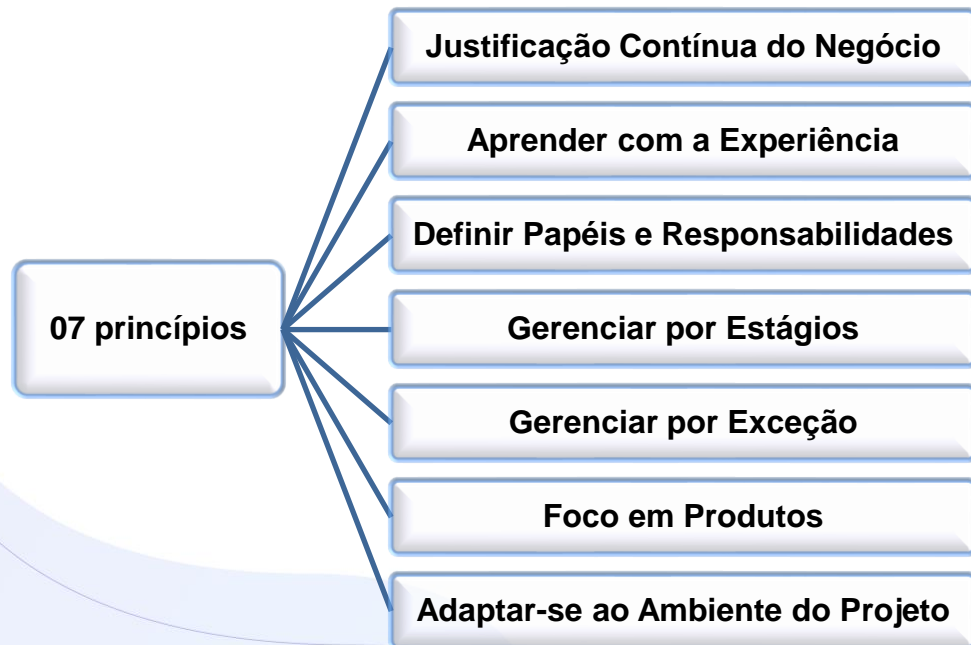 Justificação Contínua do Negócio
Aprender com a Experiência
Definir Papéis e Responsabilidades
07 princípios
Gerenciar por Estágios
Gerenciar por Exceção
Foco em Produtos
Adaptar-se ao Ambiente do Projeto